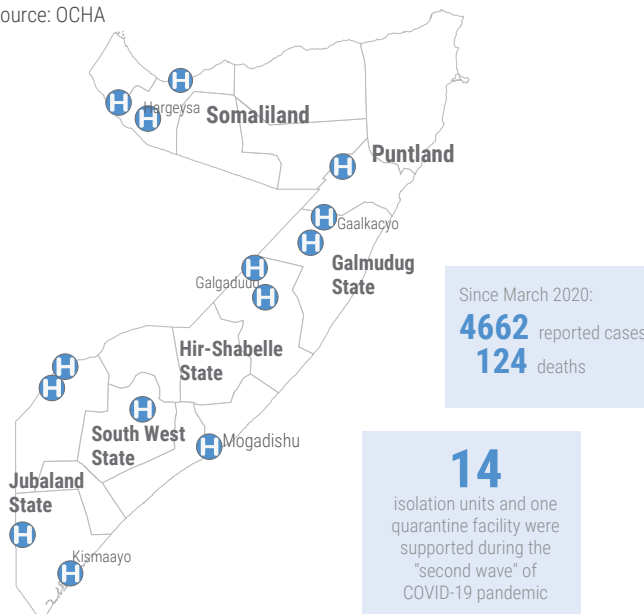 ource: OCHA
H
H
Hargeysa
H
Somaliland
Puntland
H
H
Gaalkacyo
H
Galmudug
State
H
Galgaduud
H
Since March 2020:
4662 reported cases
124 deaths
Hir-Shabelle
State
H
H
H
South West
State
H
Mogadishu
14
isolation units and one
quarantine facility were
supported during the
"second wave" of
COVID-19 pandemic
Jubaland
State
H
Kismaayo
H